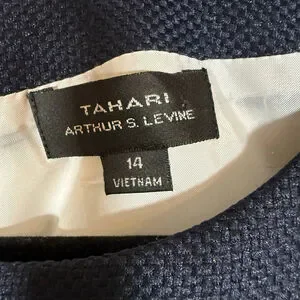 TAHARI
ARTHUR S. LEVINE
14
VIETNAM